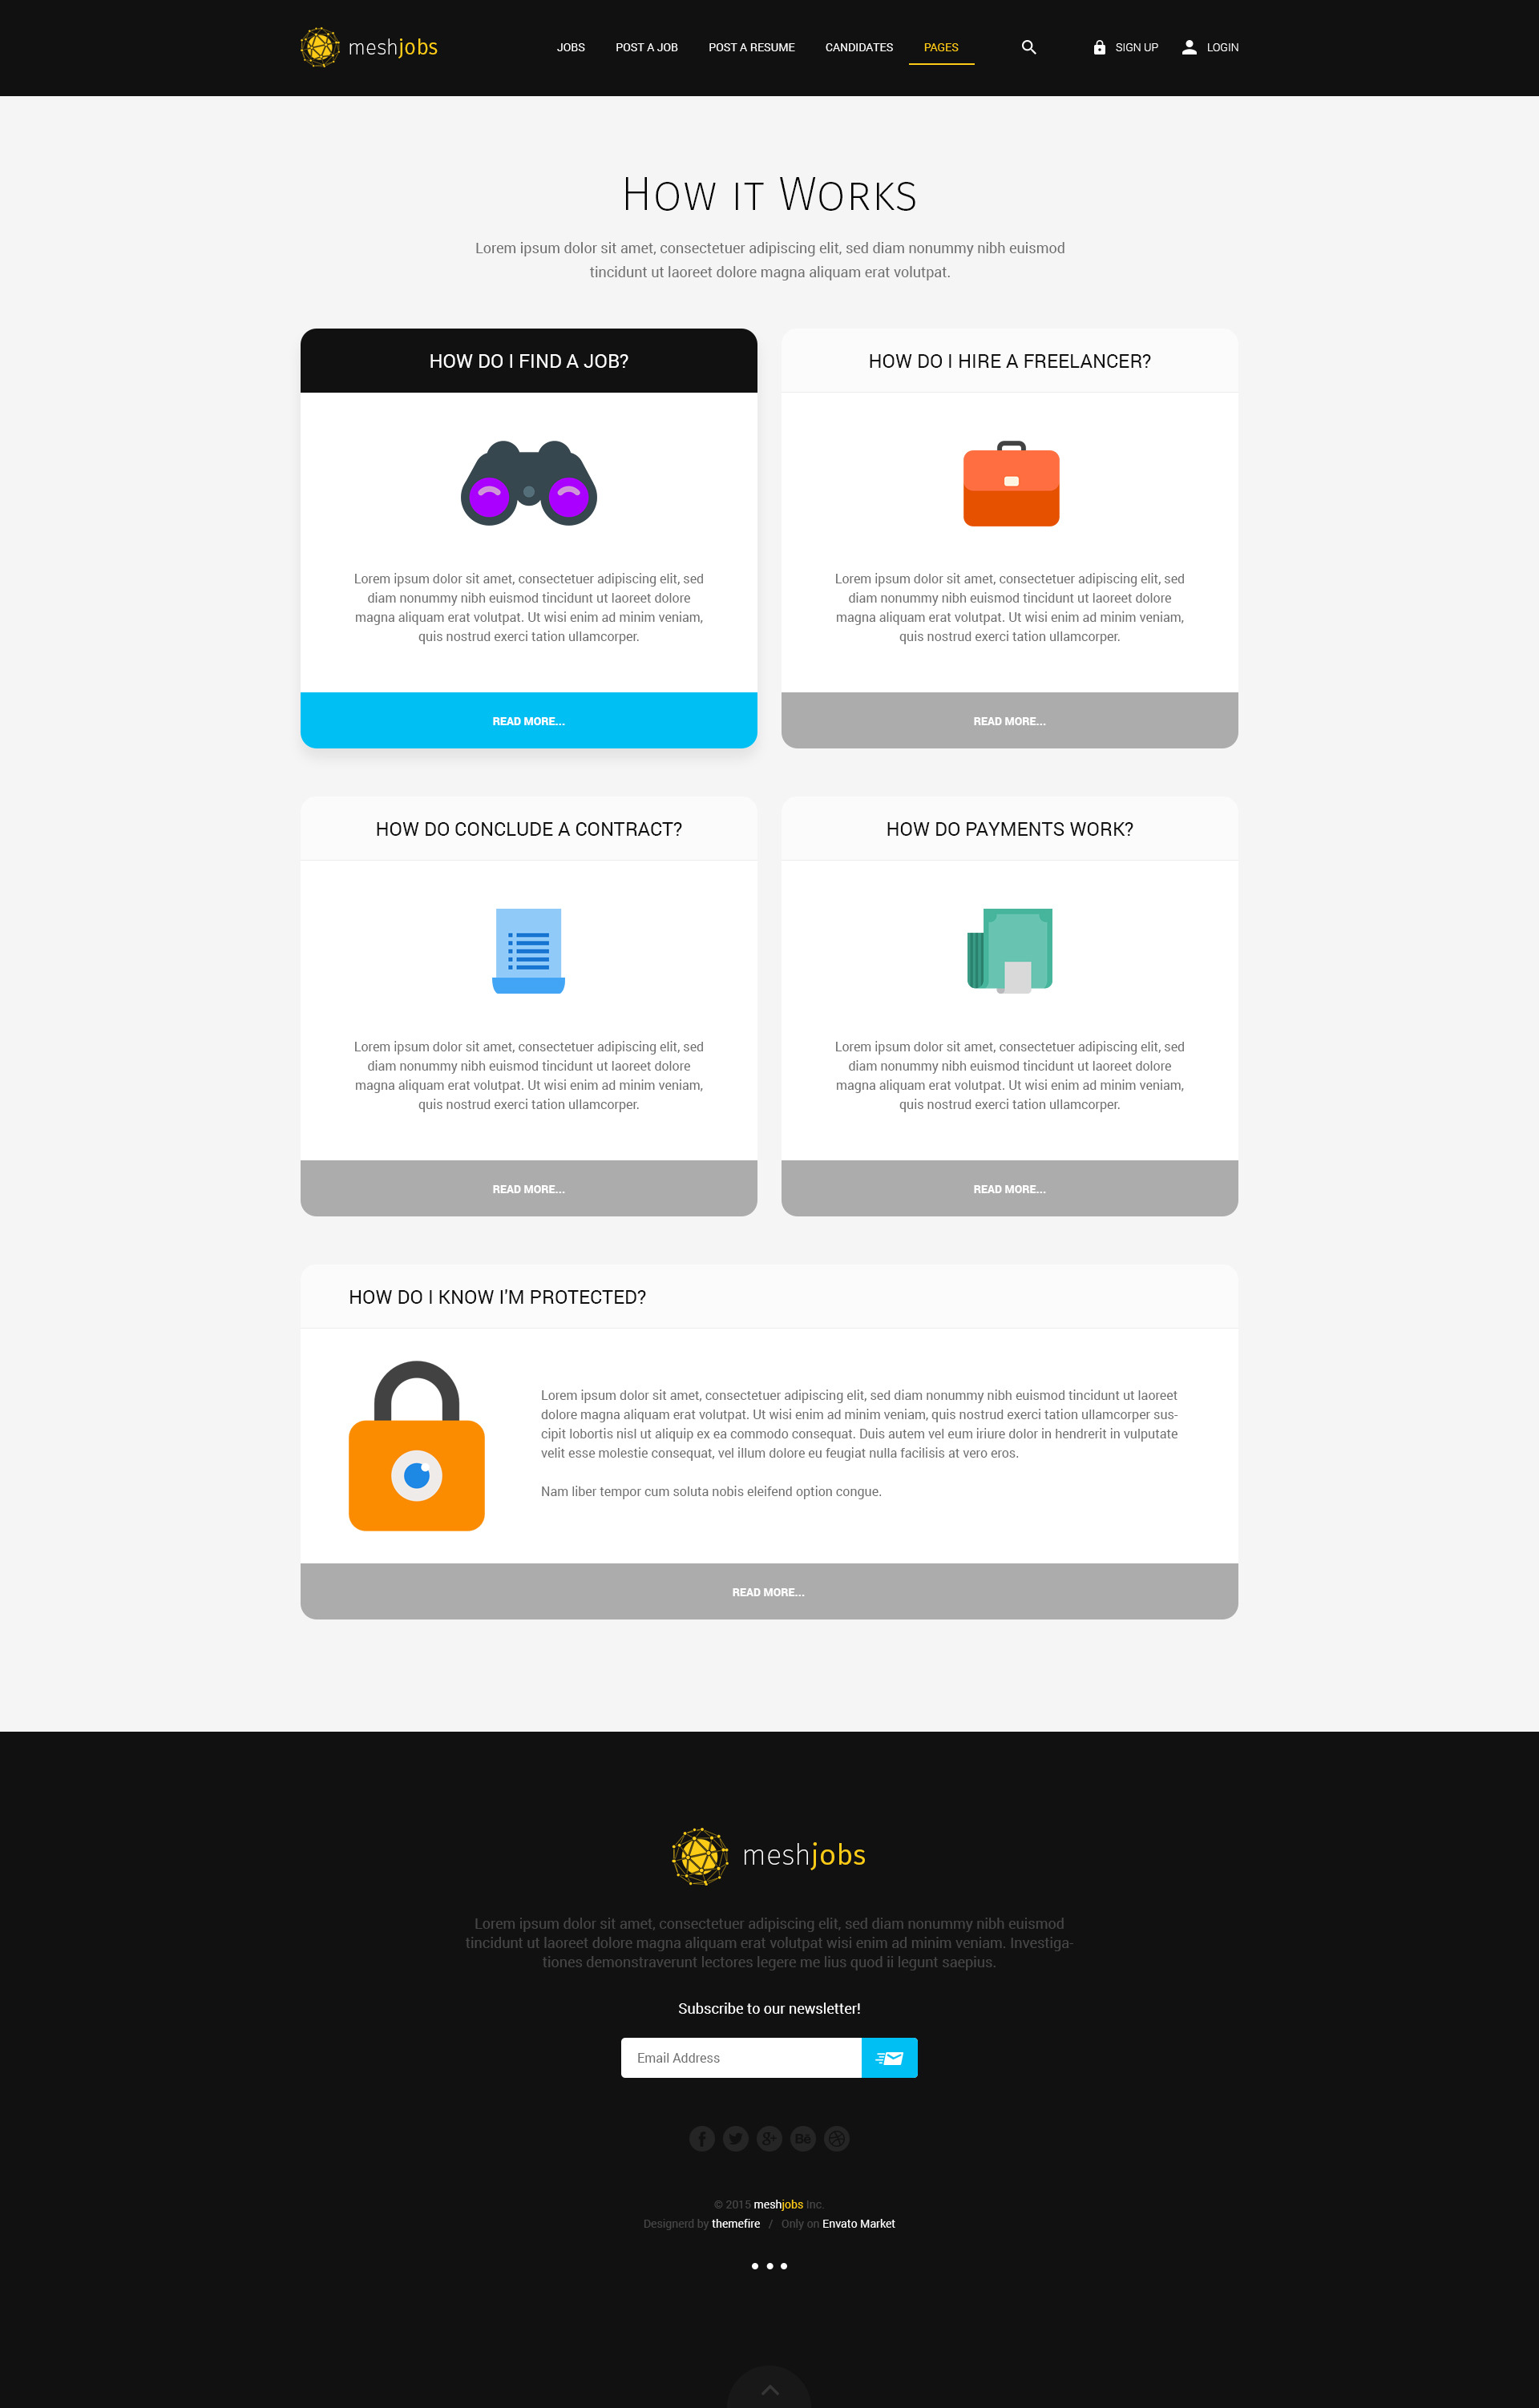 meshjobs
JOBS
POST A JOB
POST A RESUME
CANDIDATES
PAGES
SIGN UP
LOGIN
How it Works
Lorem ipsum dolor sit amet, consectetuer adipiscing elit, sed diam nonummy nibh euismod
tincidunt ut laoreet dolore magna aliquam erat volutpat.
HOW DO I FIND A JOB?
Lorem ipsum dolor sit amet, consectetuer adipiscing elit, sed
diam nonummy nibh euismod tincidunt ut laoreet dolore
magna aliquam erat volutpat. Ut wisi enim ad minim veniam,
quis nostrud exerci tation ullamcorper.
READ MORE...
HOW DO I HIRE A FREELANCER?
Lorem ipsum dolor sit amet, consectetuer adipiscing elit, sed
diam nonummy nibh euismod tincidunt ut laoreet dolore
magna aliquam erat volutpat. Ut wisi enim ad minim veniam,
quis nostrud exerci tation ullamcorper.
READ MORE...
HOW DO CONCLUDE A CONTRACT?
Lorem ipsum dolor sit amet, consectetuer adipiscing elit, sed
diam nonummy nibh euismod tincidunt ut laoreet dolore
magna aliquam erat volutpat. Ut wisi enim ad minim veniam,
quis nostrud exerci tation ullamcorper.
READ MORE...
HOW DO PAYMENTS WORK?
Lorem ipsum dolor sit amet, consectetuer adipiscing elit, sed
diam nonummy nibh euismod tincidunt ut laoreet dolore
magna aliquam erat volutpat. Ut wisi enim ad minim veniam,
quis nostrud exerci tation ullamcorper.
READ MORE...
HOW DO I KNOW I'M PROTECTED?
Lorem ipsum dolor sit amet, consectetuer adipiscing elit, sed diam nonummy nibh euismod tincidunt ut laoreet
dolore magna aliquam erat volutpat. Ut wisi enim ad minim veniam, quis nostrud exerci tation ullamcorper sus-
cipit lobortis nisl ut aliquip ex ea commodo consequat. Duis autem vel eum iriure dolor in hendrerit in vulputate
velit esse molestie consequat, vel illum dolore eu feugiat nulla facilisis at vero eros.
Nam liber tempor cum soluta nobis eleifend option congue.
READ MORE...
meshjobs
Lorem ipsum dolor sit amet, consectetuer adipiscing elit, sed diam nonummy nibh euismod
tincidunt ut laoreet dolore magna aliquam erat volutpat wisi enim ad minim veniam. Investiga-
tiones demonstraverunt lectores legere me lius quod ii legunt saepius.
Subscribe to our newsletter!
Email Address
© 2015 meshjobs Inc.
Designerd by themefire / Only on Envato Market